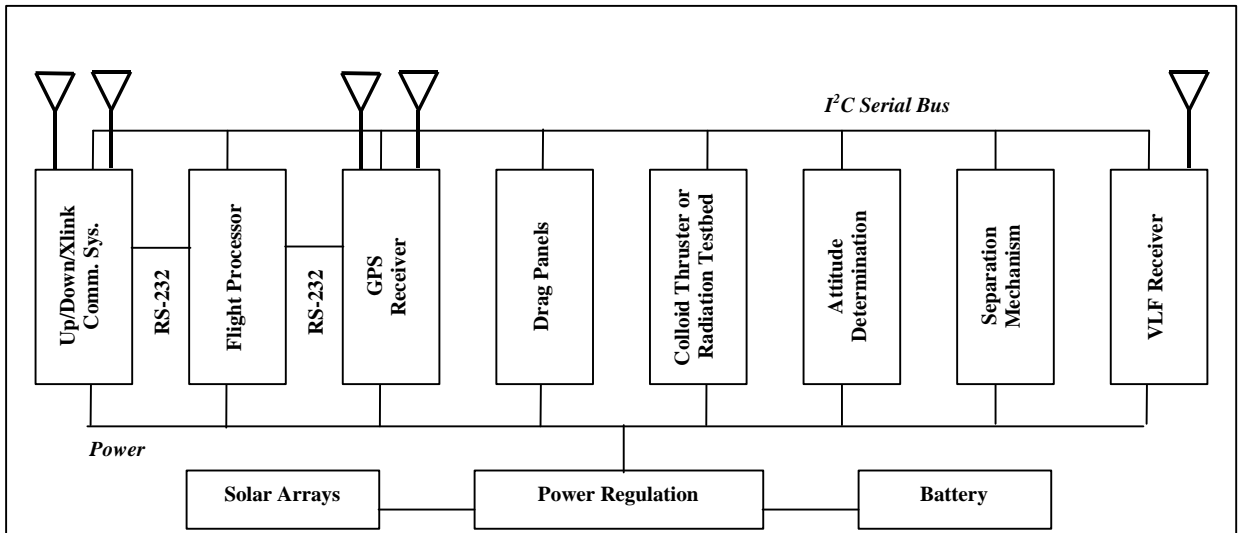 I²C Serial Bus
Up/Down/Xlink
Comm. Sys.
RS-232
Flight Processor
RS-232
GPS
Receiver
Drag Panels
Colloid Thruster or
Radiation Testbed
Attitude
Determination
Separation
Mechanism
VLF Receiver
Power
Solar Arrays
Power Regulation
Battery